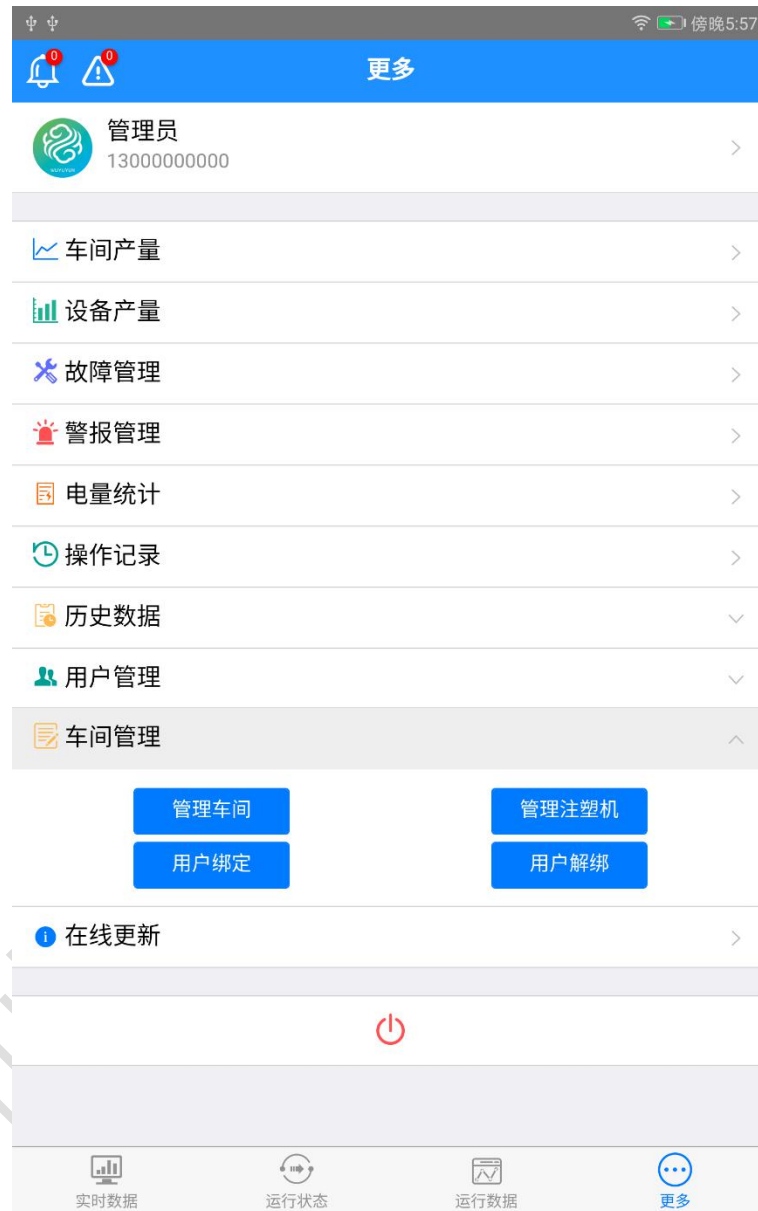 傍晚5:57
0
0
更多
管理员
13000000000
车间产量
设备产量
故障管理
警报管理
电量统计
操作记录
历史数据
用户管理
车间管理
管理车间
管理注塑机
用户绑定
用户解绑
在线更新
实时数据
运行状态
运行数据
更多